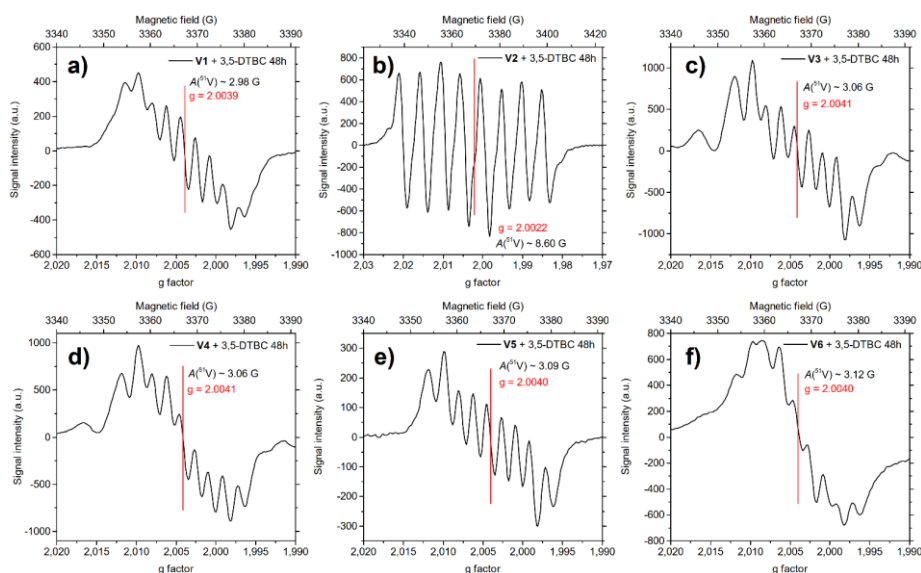 Magnetic field (G)
3340 3350 3360 3370 3380 3390
a)
V1 + 3,5-DTBC 48h
A(⁵¹V) ~ 2.98 G
g = 2.0039
Signal intensity (a.u.)
600
400
200
0
-200
-400
-600
2,020 2,015 2,010 2,005 2,000 1,995 1,990
g factor
Magnetic field (G)
3340 3360 3380 3400 3420
b)
V2 + 3,5-DTBC 48h
g = 2.0022
A(⁵¹V) ~ 8.60 G
Signal intensity (a.u.)
800
600
400
200
0
-200
-400
-600
-800
-1000
2,03 2,02 2,01 2,00 1,99 1,98 1,97
g factor
Magnetic field (G)
3340 3350 3360 3370 3380 3390
c)
V3 + 3,5-DTBC 48h
A(⁵¹V) ~ 3.06 G
g = 2.0041
Signal intensity (a.u.)
1000
500
0
-500
-1000
2,020 2,015 2,010 2,005 2,000 1,995 1,990
g factor
Magnetic field (G)
3340 3350 3360 3370 3380 3390
d)
V4 + 3,5-DTBC 48h
A(⁵¹V) ~ 3.06 G
g = 2.0041
Signal intensity (a.u.)
1000
500
0
-500
-1000
2,020 2,015 2,010 2,005 2,000 1,995 1,990
g factor
Magnetic field (G)
3340 3350 3360 3370 3380 3390
e)
V5 + 3,5-DTBC 48h
A(⁵¹V) ~ 3.09 G
g = 2.0040
Signal intensity (a.u.)
300
200
100
0
-100
-200
-300
2,020 2,015 2,010 2,005 2,000 1,995 1,990
g factor
Magnetic field (G)
3340 3350 3360 3370 3380 3390
f)
V6 + 3,5-DTBC 48h
A(⁵¹V) ~ 3.12 G
g = 2.0040
Signal intensity (a.u.)
800
600
400
200
0
-200
-400
-600
-800
2,020 2,015 2,010 2,005 2,000 1,995 1,990
g factor